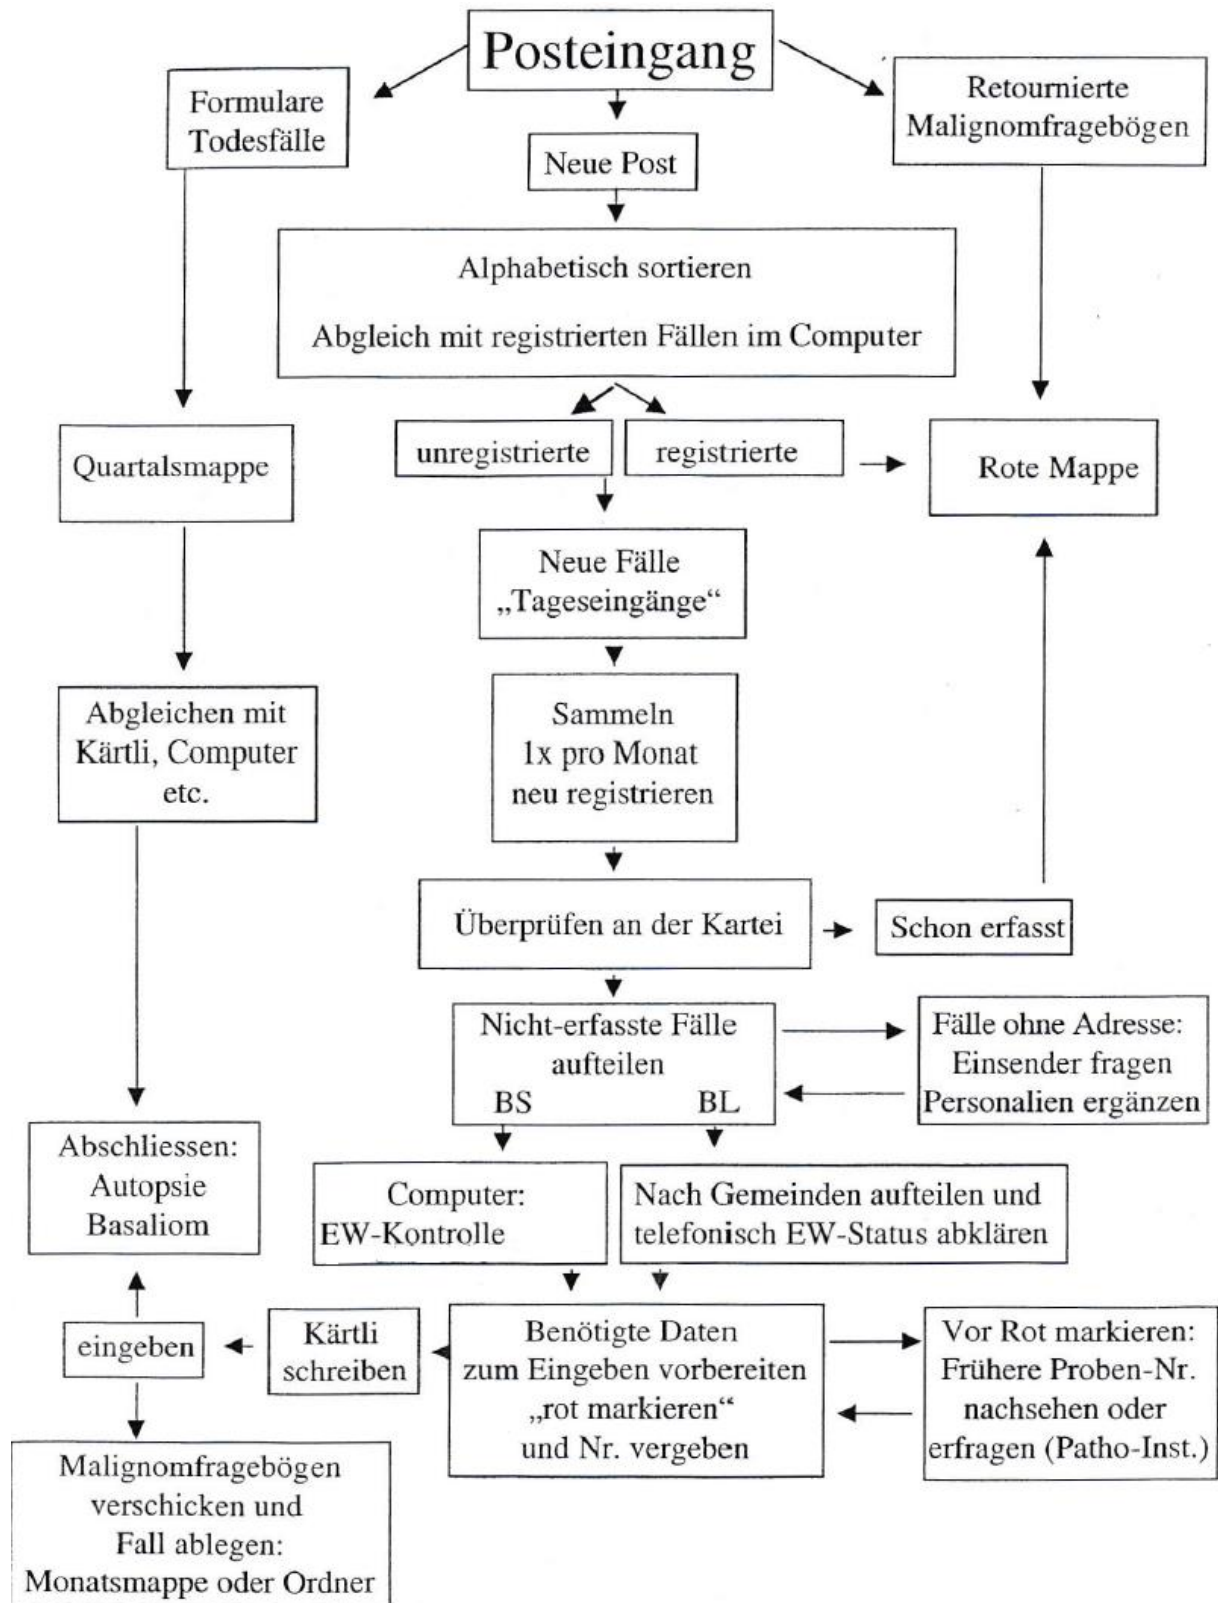 Posteingang
Formulare
Todesfälle
Neue Post
Retournierte
Malignomfragebögen
Alphabetisch sortieren
Abgleich mit registrierten Fällen im Computer
unregistrierte
registrierte
Quartalsmappe
Rote Mappe
Neue Fälle
„Tageseingänge“
Abgleichen mit
Kärtli, Computer
etc.
Sammeln
1x pro Monat
neu registrieren
Überprüfen an der Kartei
Schon erfasst
Nicht-erfasste Fälle
aufteilen
BS BL
Fälle ohne Adresse:
Einsender fragen
Personalien ergänzen
Abschliessen:
Autopsie
Basaliom
Computer:
EW-Kontrolle
Nach Gemeinden aufteilen und
telefonisch EW-Status abklären
eingeben
Kärtli
schreiben
Benötigte Daten
zum Eingeben vorbereiten
„rot markieren“
und Nr. vergeben
Vor Rot markieren:
Frühere Proben-Nr.
nachsehen oder
erfragen (Patho-Inst.)
Malignomfragebögen
verschicken und
Fall ablegen:
Monatsmappe oder Ordner